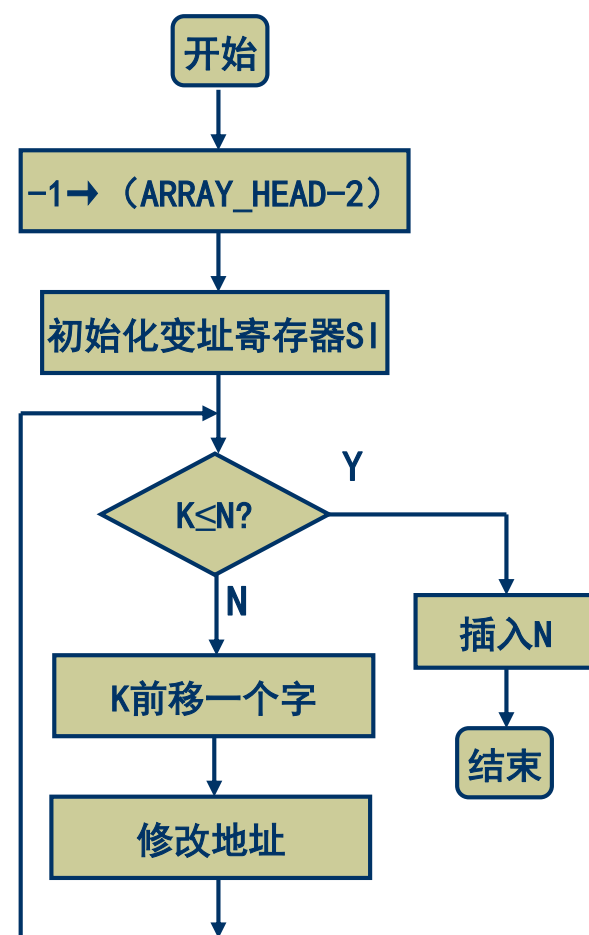 开始
-1→（ARRAY_HEAD-2）
初始化变址寄存器SI
K≤N?
Y
N
插入N
K前移一个字
结束
修改地址